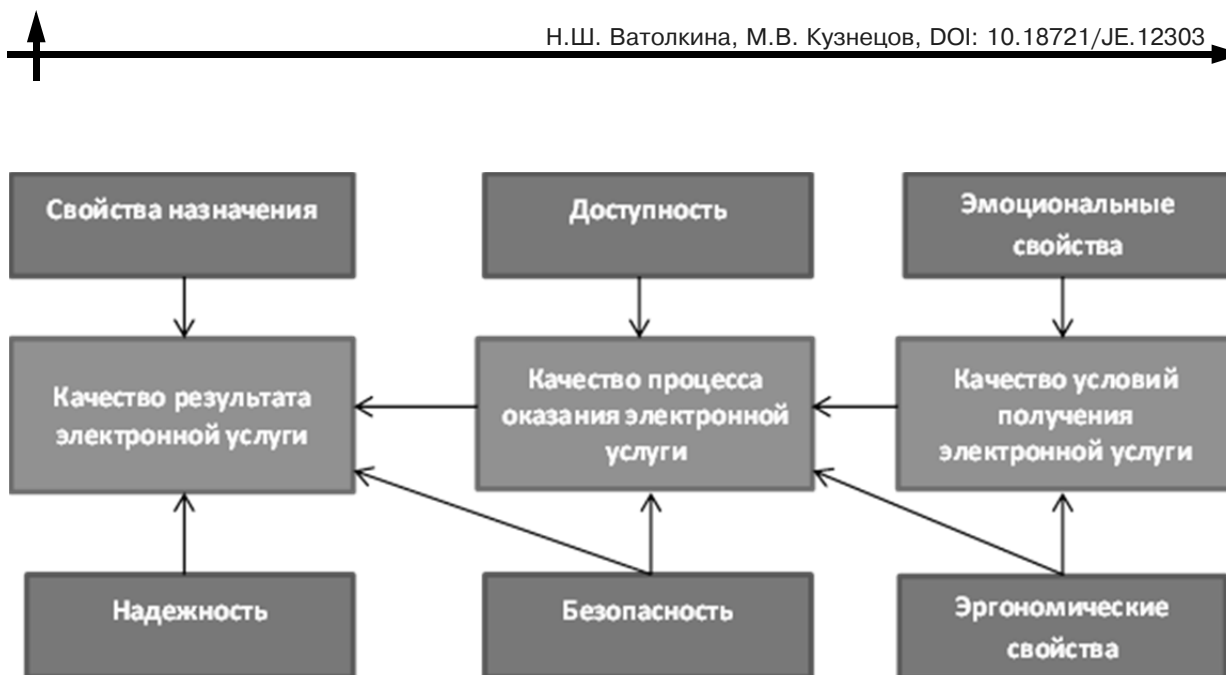 Н.Ш. Ватолкина, М.В. Кузнецов, DOI: 10.18721/JE.12303
Свойства назначения
Доступность
Эмоциональные
свойства
Качество результата
электронной услуги
Качество процесса
оказания электронной
услуги
Качество условий
получения
электронной услуги
Надежность
Безопасность
Эргономические
свойства